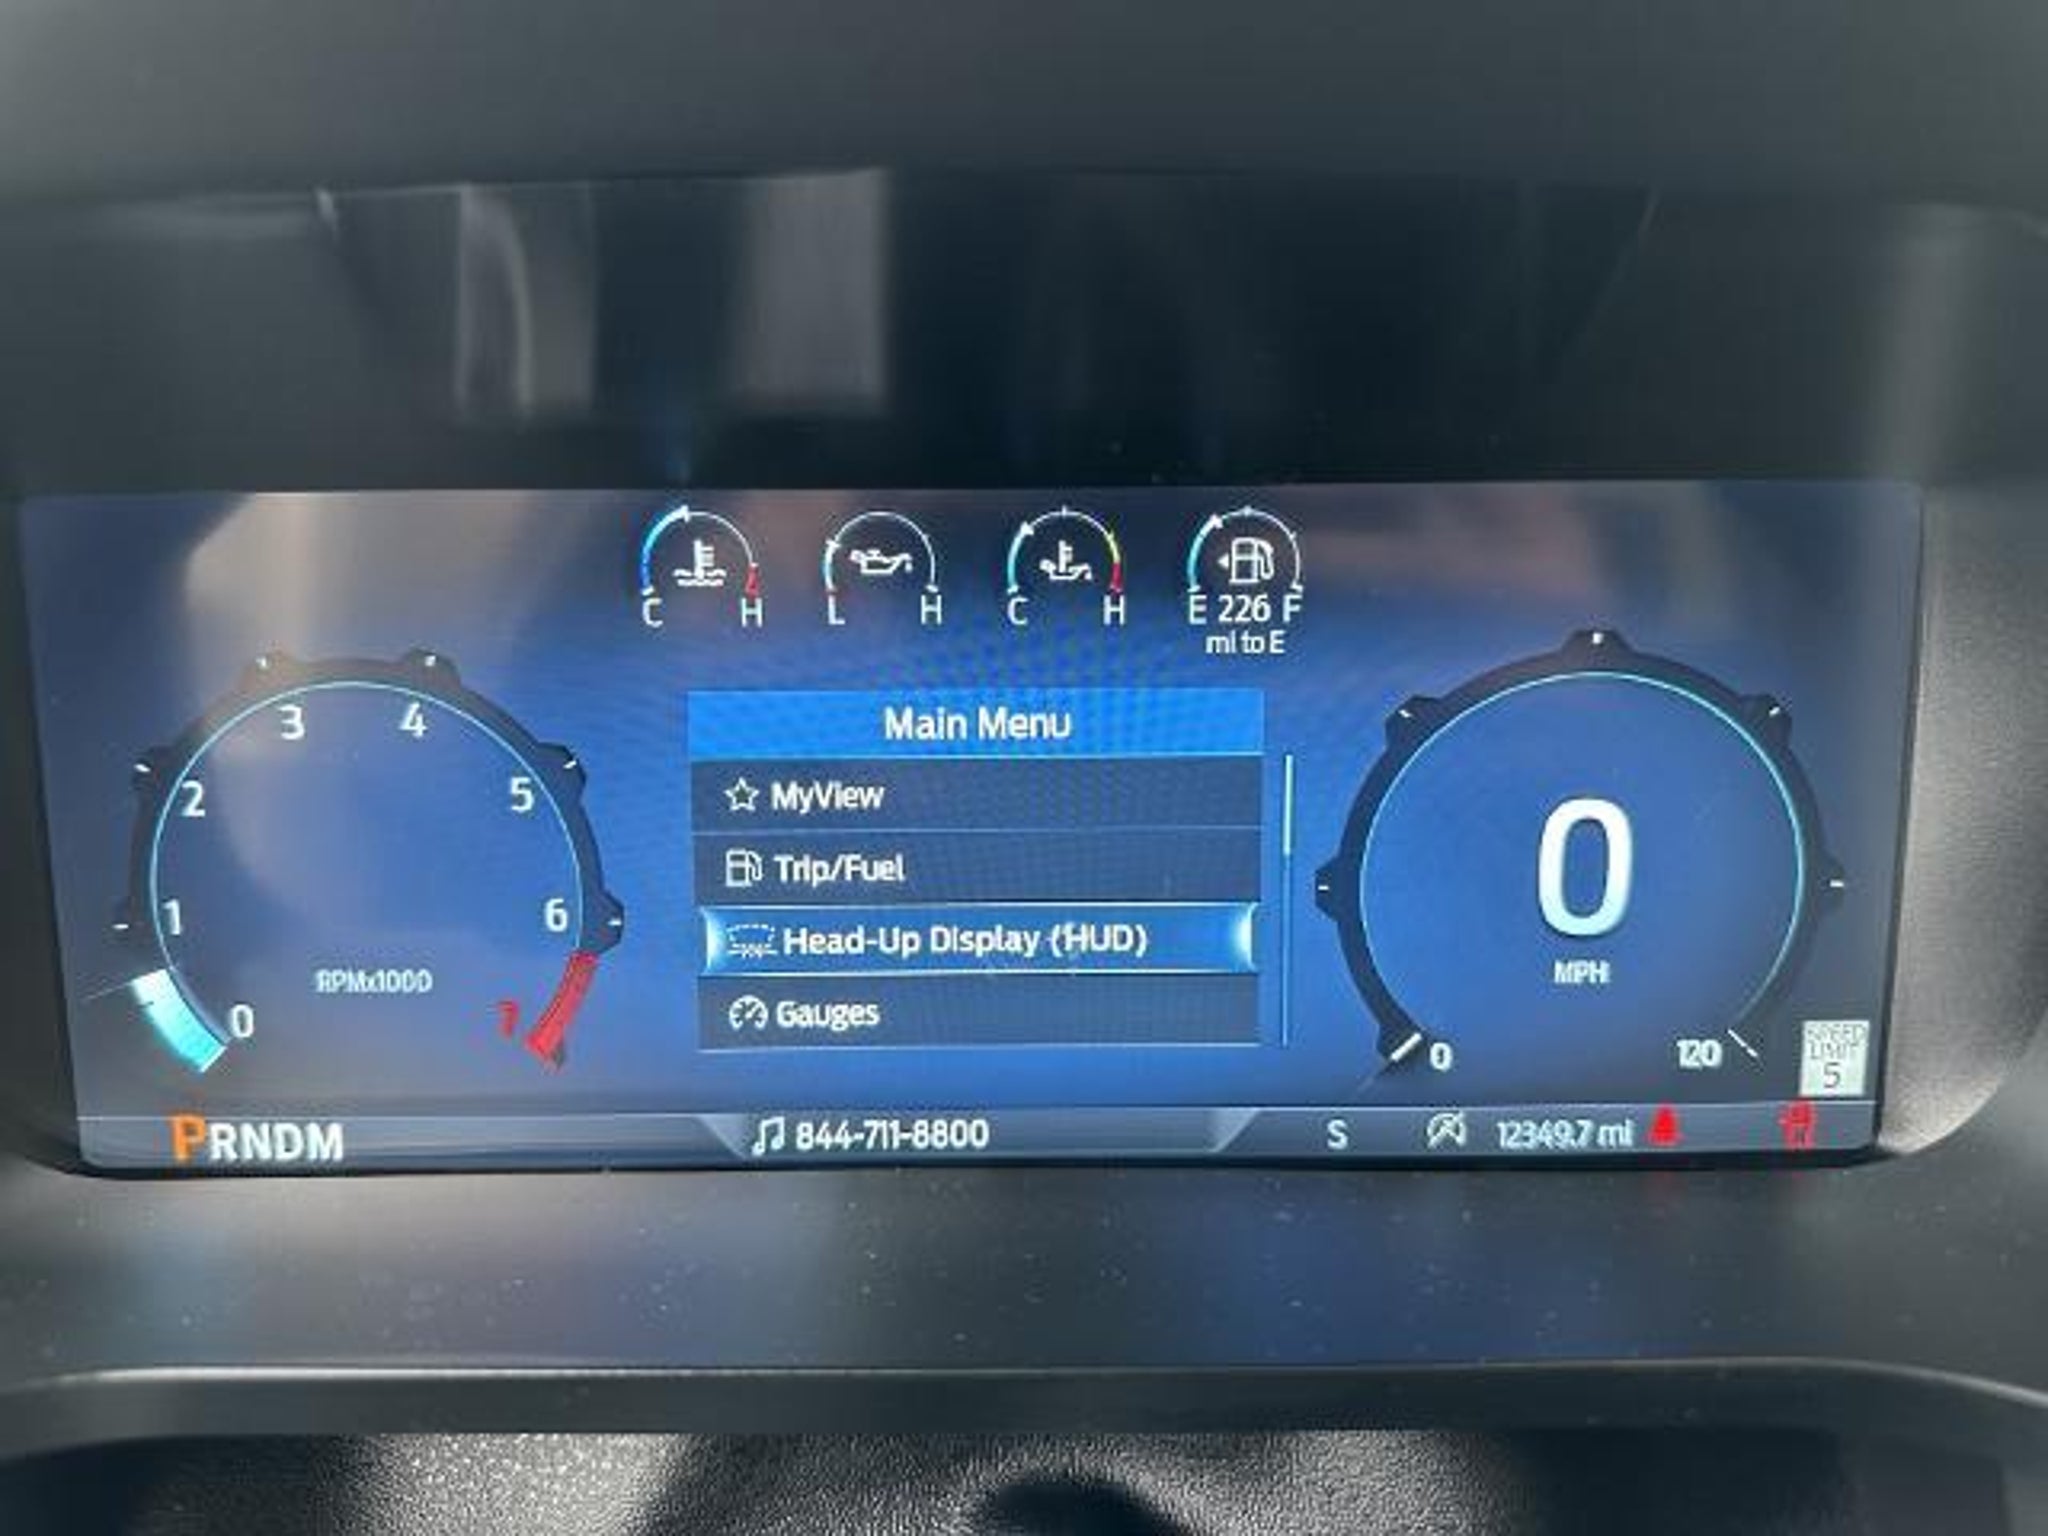 C H
L H
C H
E 226 F
mi to E
3 4
2 5
1 6
RPMx1000
0 7
Main Menu
MyView
Trip/Fuel
Head-Up Display (HUD)
Gauges
0
MPH
0 120
SPEED
LIMIT
5
PRNDM
844-711-8800
S
12349.7 mi